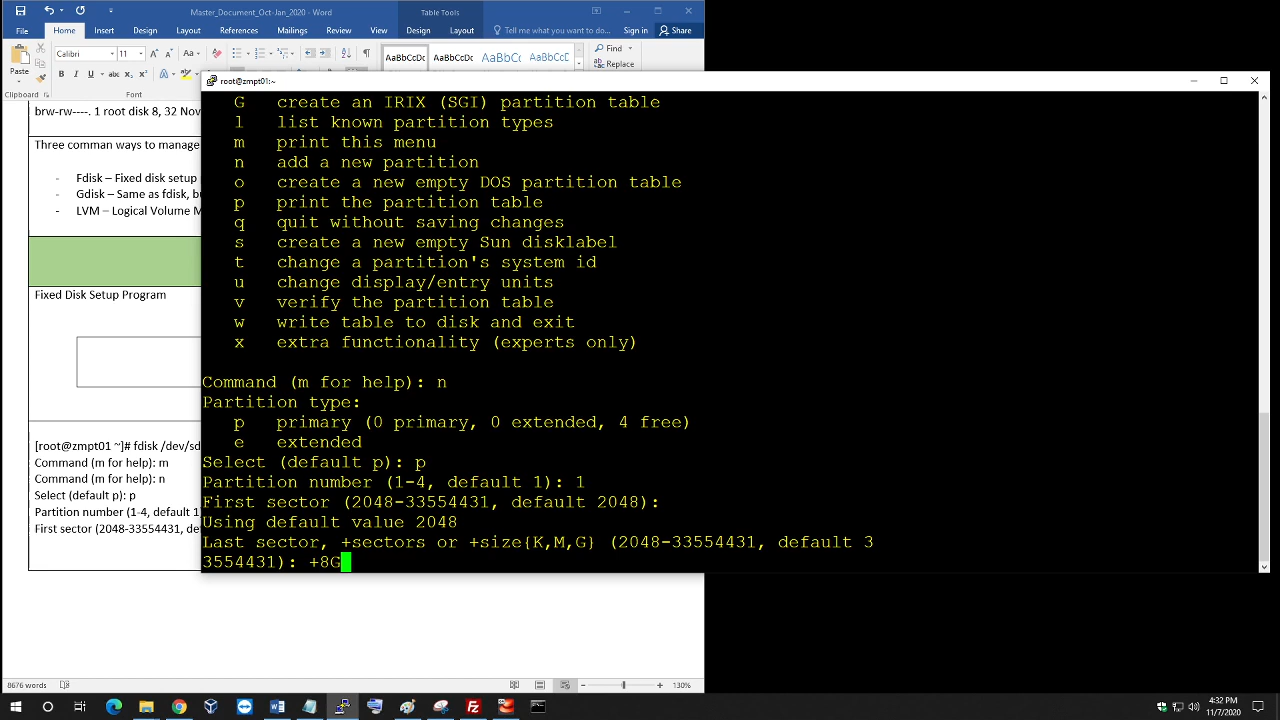 Master_Document_Oct-Jan_2020 - Word
Table Tools
File
Home
Insert
Design
Layout
References
Mailings
Review
View
Design
Layout
Tell me what you want to do...
Sign in
Share
Paste
Calibri
11
AaBbCcDc
AaBbCcDc
AaBbC
AaBbCcD
Find
Replace
Clipboard
Font
brw-rw----. 1 root disk 8, 32 Nov
Three comman ways to manage
- Fdisk – Fixed disk setup
- Gdisk – Same as fdisk, bu
- LVM – Logical Volume M
Fixed Disk Setup Program
[root@zmpt01 ~]# fdisk /dev/sd
Command (m for help): m
Command (m for help): n
Select (default p): p
Partition number (1-4, default 1
First sector (2048-33554431, de
root@zmpt01:~
G create an IRIX (SGI) partition table
l list known partition types
m print this menu
n add a new partition
o create a new empty DOS partition table
p print the partition table
q quit without saving changes
s create a new empty Sun disklabel
t change a partition's system id
u change display/entry units
v verify the partition table
w write table to disk and exit
x extra functionality (experts only)
Command (m for help): n
Partition type:
p primary (0 primary, 0 extended, 4 free)
e extended
Select (default p): p
Partition number (1-4, default 1): 1
First sector (2048-33554431, default 2048):
Using default value 2048
Last sector, +sectors or +size{K,M,G} (2048-33554431, default 3
3554431): +8G
8676 words
130%
4:32 PM
11/7/2020